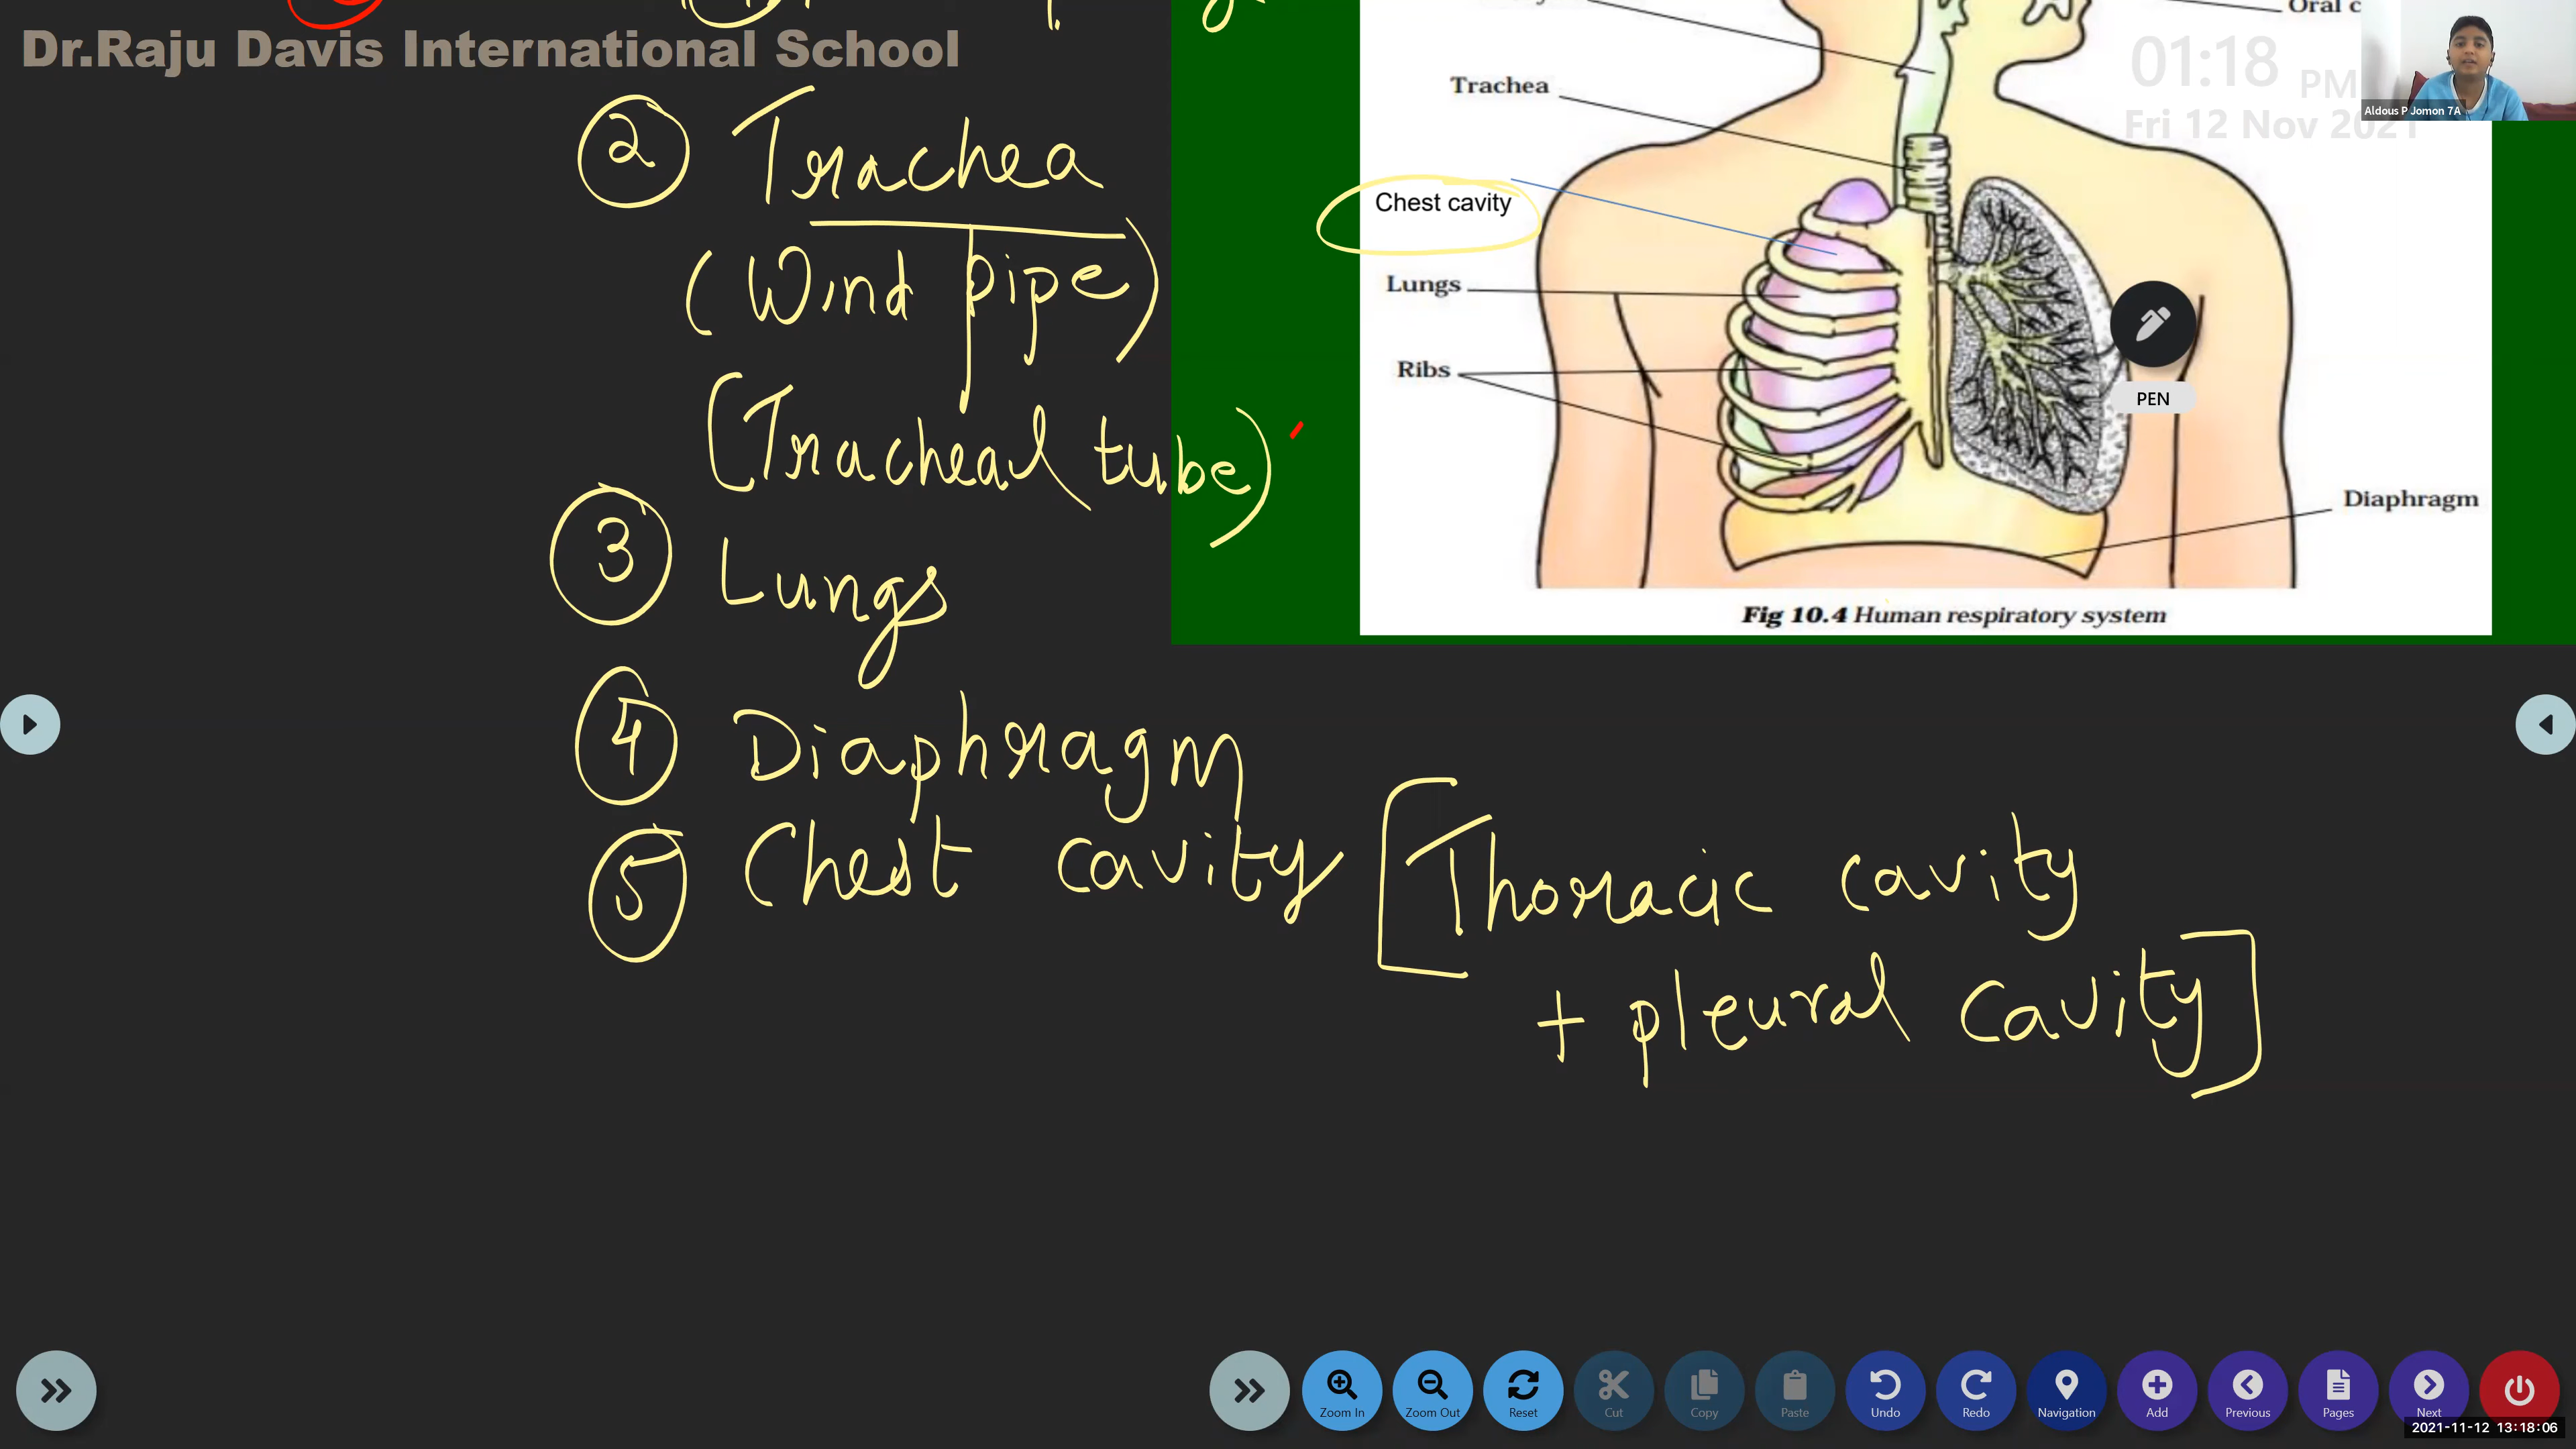 Dr.Raju Davis International School
Oral c
01:18 PM
Fri 12 Nov 2021
Aldous P Jomon 7A
② Trachea
(Wind pipe)
[Tracheal tube)
③ Lungs
④ Diaphragm
⑤ Chest cavity [Thoracic cavity
+ pleural cavity]
Trachea
Chest cavity
Lungs
Ribs
PEN
Diaphragm
Fig 10.4 Human respiratory system
Zoom In
Zoom Out
Reset
Cut
Copy
Paste
Undo
Redo
Navigation
Add
Previous
Pages
Next
2021-11-12 13:18:06